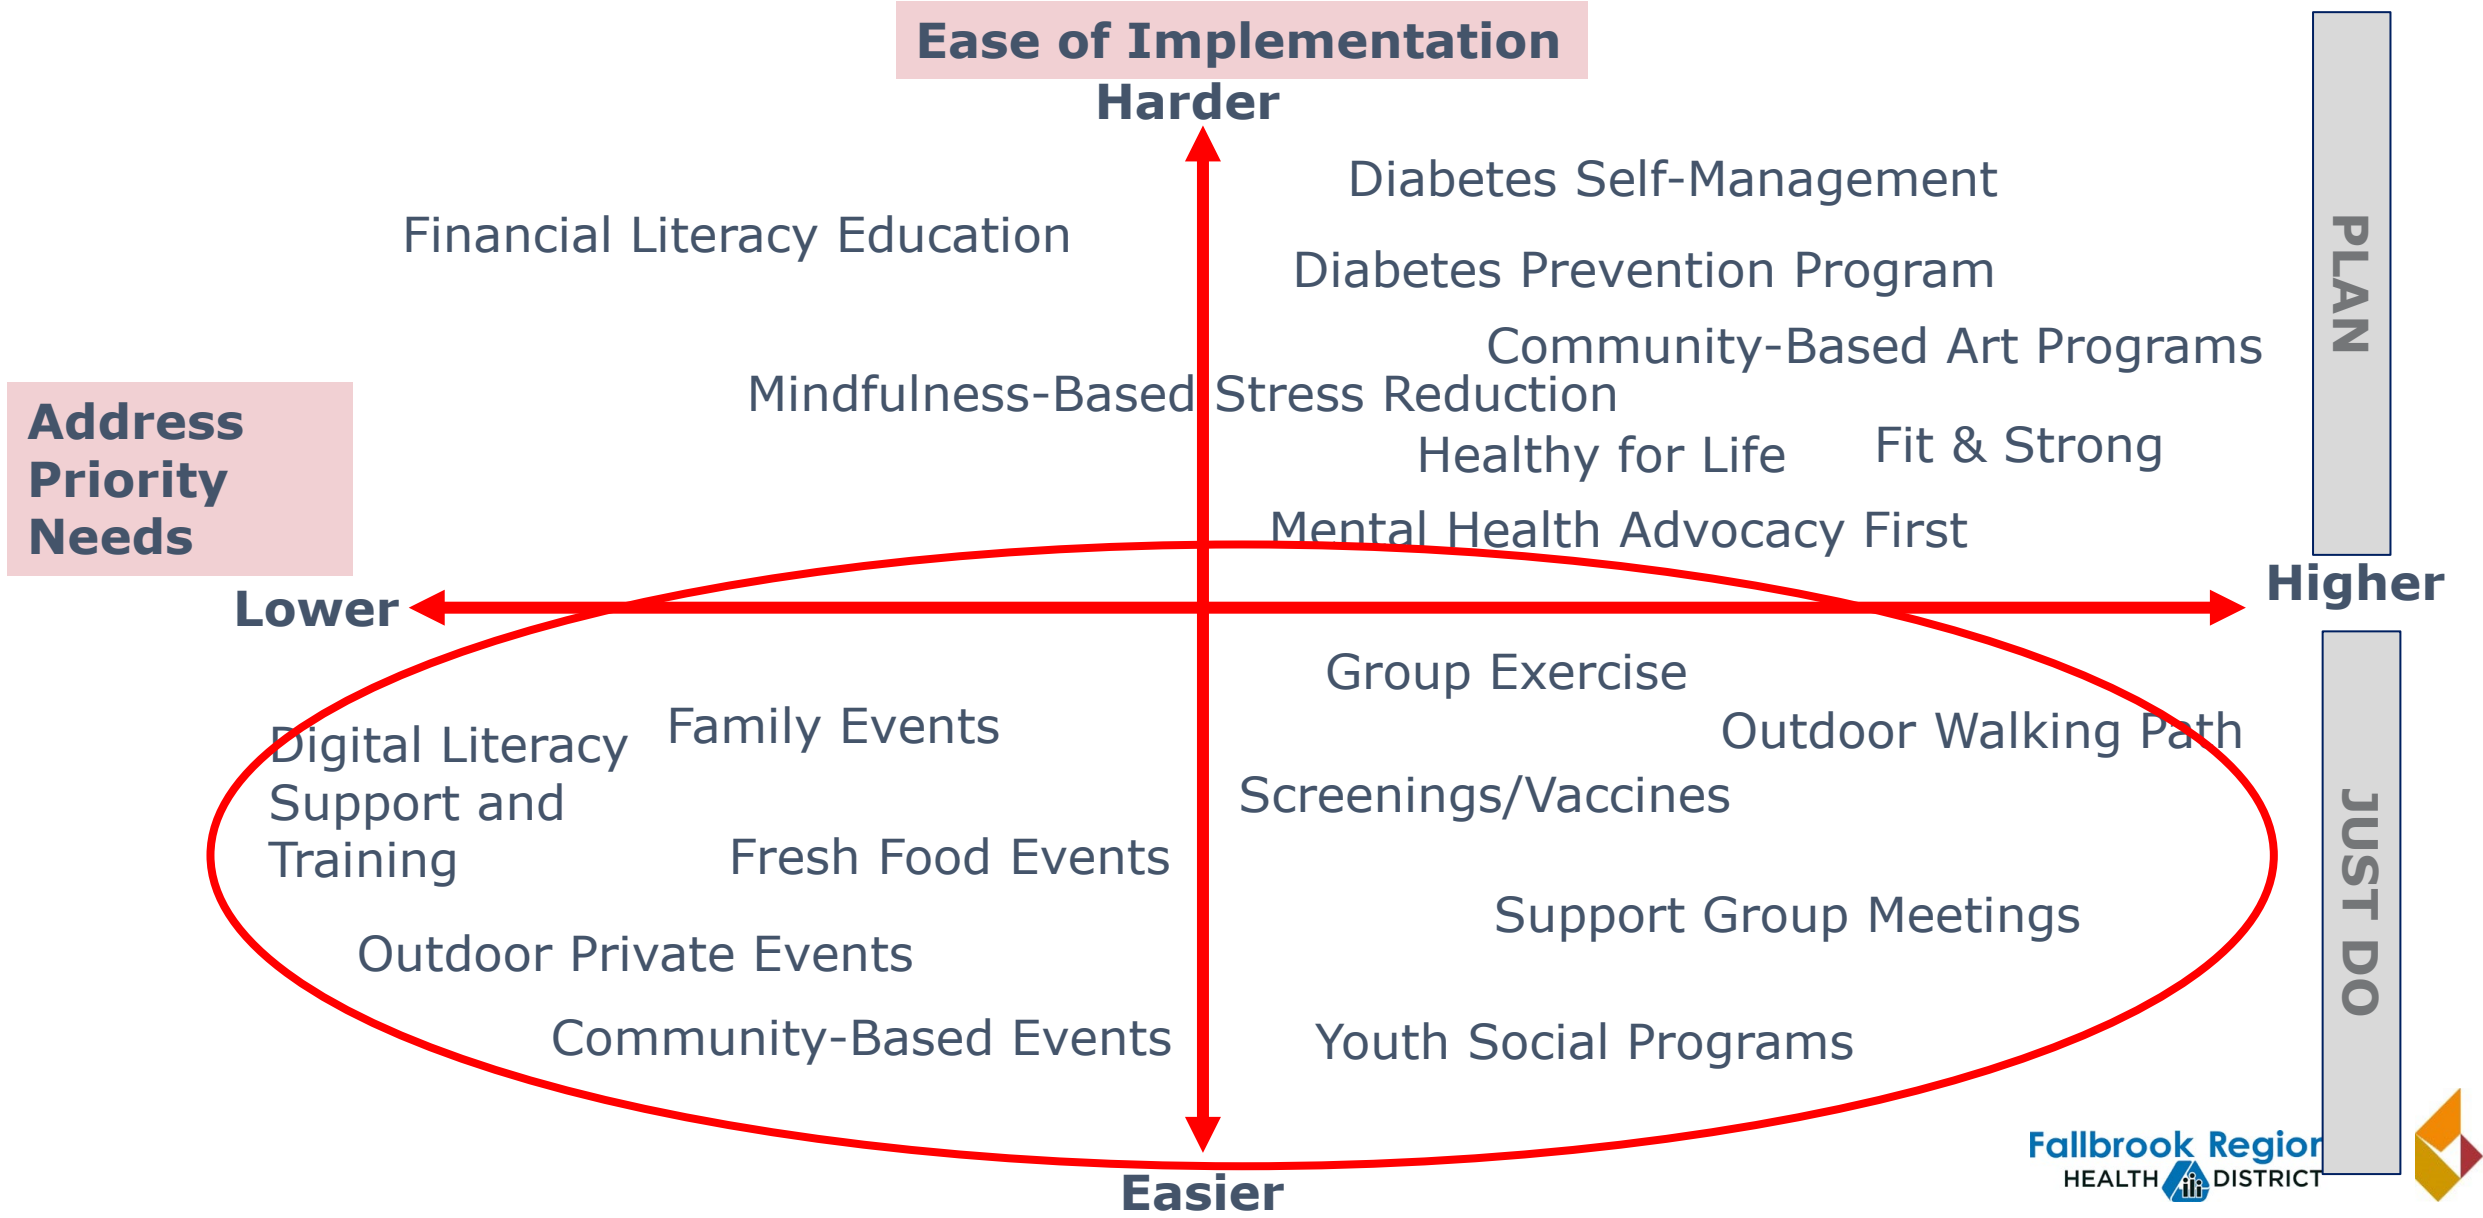 Ease of Implementation
Harder
Diabetes Self-Management
Financial Literacy Education
Diabetes Prevention Program
Community-Based Art Programs
Mindfulness-Based Stress Reduction
Healthy for Life
Fit & Strong
Mental Health Advocacy First
PLAN
Address
Priority
Needs
Lower
Higher
Group Exercise
Family Events
Outdoor Walking Path
Digital Literacy
Support and
Training
Screenings/Vaccines
Fresh Food Events
Support Group Meetings
Outdoor Private Events
Community-Based Events
Youth Social Programs
JUST DO
Easier
Fallbrook Region
HEALTH DISTRICT